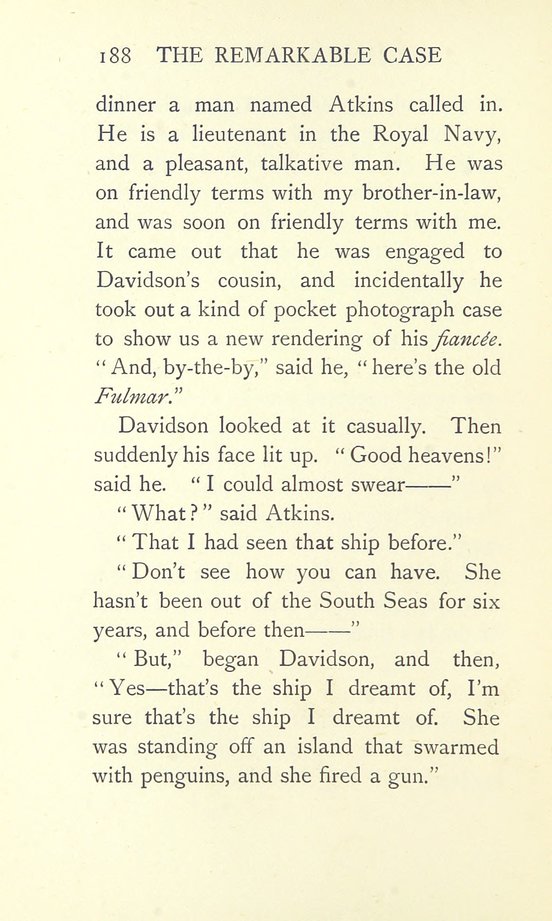 188 THE REMARKABLE CASE
dinner a man named Atkins called in.
He is a lieutenant in the Royal Navy,
and a pleasant, talkative man. He was
on friendly terms with my brother-in-law,
and was soon on friendly terms with me.
It came out that he was engaged to
Davidson's cousin, and incidentally he
took out a kind of pocket photograph case
to show us a new rendering of his fiancée.
“And, by-the-by,” said he, “here's the old
Fulmar.”
Davidson looked at it casually. Then
suddenly his face lit up. “Good heavens!”
said he. “I could almost swear——”
“What?” said Atkins.
“That I had seen that ship before.”
“Don't see how you can have. She
hasn't been out of the South Seas for six
years, and before then——”
“But,” began Davidson, and then,
“Yes—that's the ship I dreamt of, I'm
sure that's the ship I dreamt of. She
was standing off an island that swarmed
with penguins, and she fired a gun.”